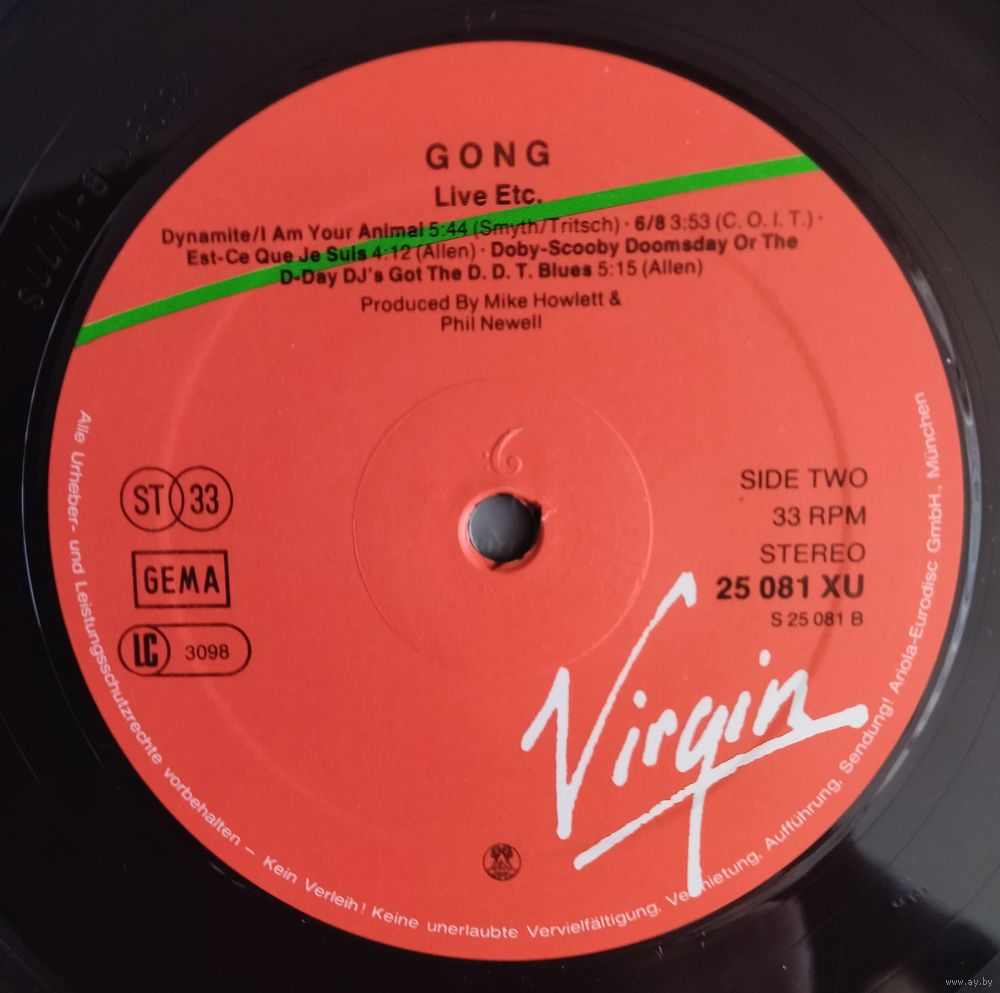 GONG
Live Etc.
Dynamite/I Am Your Animal 5:44 (Smyth/Tritsch) · 6/8 3:53 (C. O. I. T.) ·
Est-Ce Que Je Suis 4:12 (Allen) · Doby-Scooby Doomsday Or The
D-Day DJ's Got The D. D. T. Blues 5:15 (Allen)
Produced By Mike Howlett &
Phil Newell
ST 33
GEMA
LC 3098
SIDE TWO
33 RPM
STEREO
25 081 XU
S 25 081 B
Virgin
Alle Urheber- und Leistungsschutzrechte vorbehalten – Kein Verleih! Keine unerlaubte Vervielfältigung, Vermietung, Aufführung, Sendung! Ariola-Eurodisc GmbH., München
www.ay.by